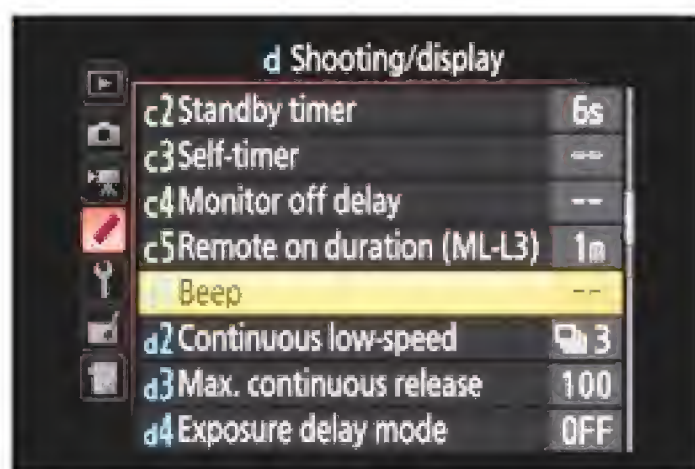 d Shooting/display
c2 Standby timer 6s
c3 Self-timer --
c4 Monitor off delay --
c5 Remote on duration (ML-L3) 1m
Beep --
d2 Continuous low-speed 3
d3 Max. continuous release 100
d4 Exposure delay mode OFF